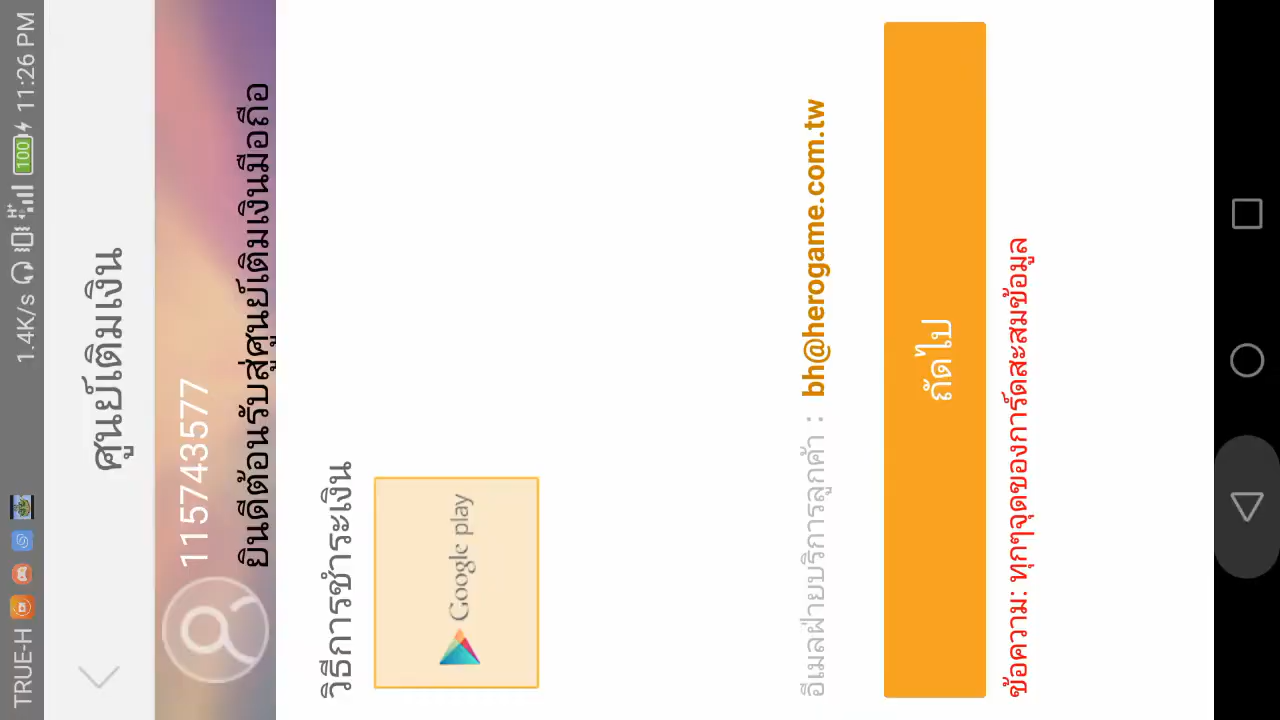 TRUE-H 1.4K/s H+ 100 11:26 PM
ศูนย์เติมเงิน
115743577
ยินดีต้อนรับสู่ศูนย์เติมเงินมือถือ
วิธีการชำระเงิน
Google play
อีเมลฝ่ายบริการลูกค้า : bh@herogame.com.tw
ถัดไป
ข้อความ: ทุกๆจุดของการ์ดสะสมข้อมูล